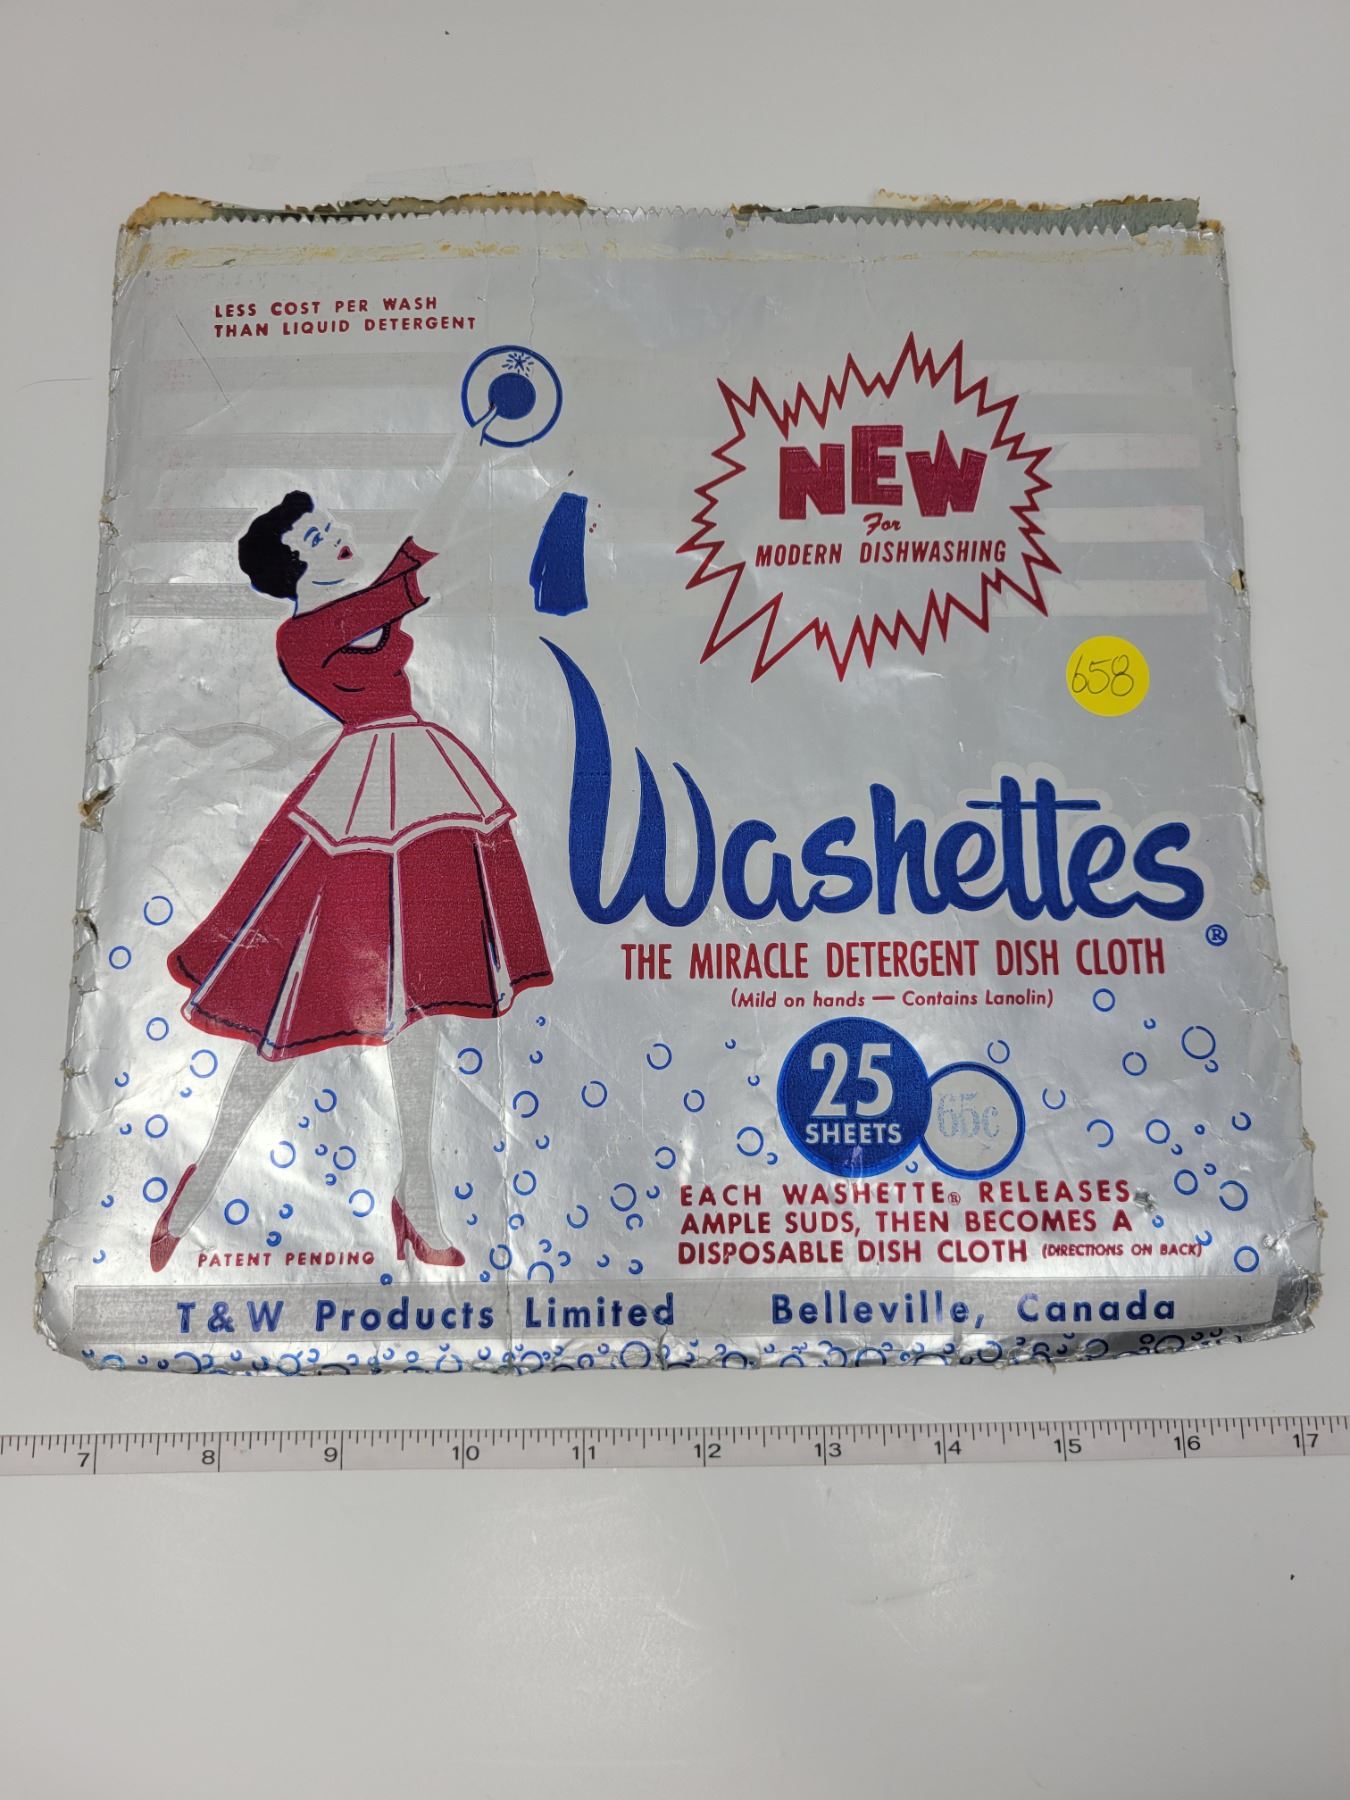 LESS COST PER WASH
THAN LIQUID DETERGENT
NEW
For
MODERN DISHWASHING
658
Washettes®
THE MIRACLE DETERGENT DISH CLOTH
(Mild on hands — Contains Lanolin)
25
SHEETS
65c
EACH WASHETTE® RELEASES
AMPLE SUDS, THEN BECOMES A
DISPOSABLE DISH CLOTH (DIRECTIONS ON BACK)
PATENT PENDING
T & W Products Limited Belleville, Canada
7 8 9 10 11 12 13 14 15 16 17